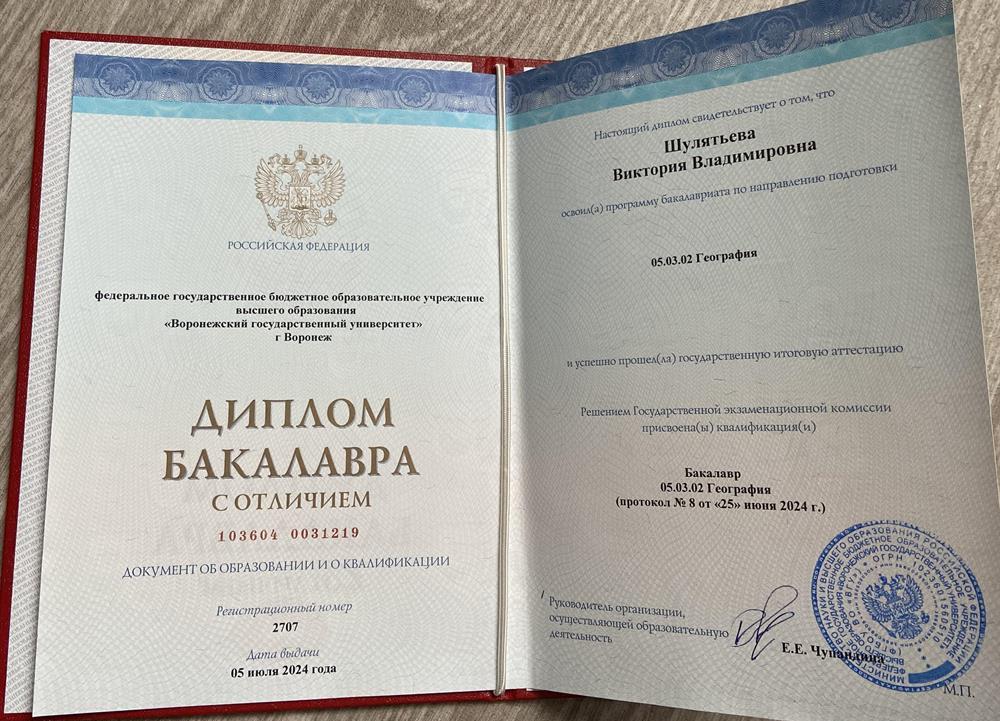 РОССИЙСКАЯ ФЕДЕРАЦИЯ
федеральное государственное бюджетное образовательное учреждение
высшего образования
«Воронежский государственный университет»
г Воронеж
ДИПЛОМ
БАКАЛАВРА
С ОТЛИЧИЕМ
103604 0031219
ДОКУМЕНТ ОБ ОБРАЗОВАНИИ И О КВАЛИФИКАЦИИ
Регистрационный номер
2707
Дата выдачи
05 июля 2024 года
Настоящий диплом свидетельствует о том, что
Шулятьева
Виктория Владимировна
освоил(а) программу бакалавриата по направлению подготовки
05.03.02 География
и успешно прошел(ла) государственную итоговую аттестацию
Решением Государственной экзаменационной комиссии
присвоена(ы) квалификация(и)
Бакалавр
05.03.02 География
(протокол № 8 от «25» июня 2024 г.)
Руководитель организации,
осуществляющей образовательную
деятельность
Е.Е. Чупандина
М.П.